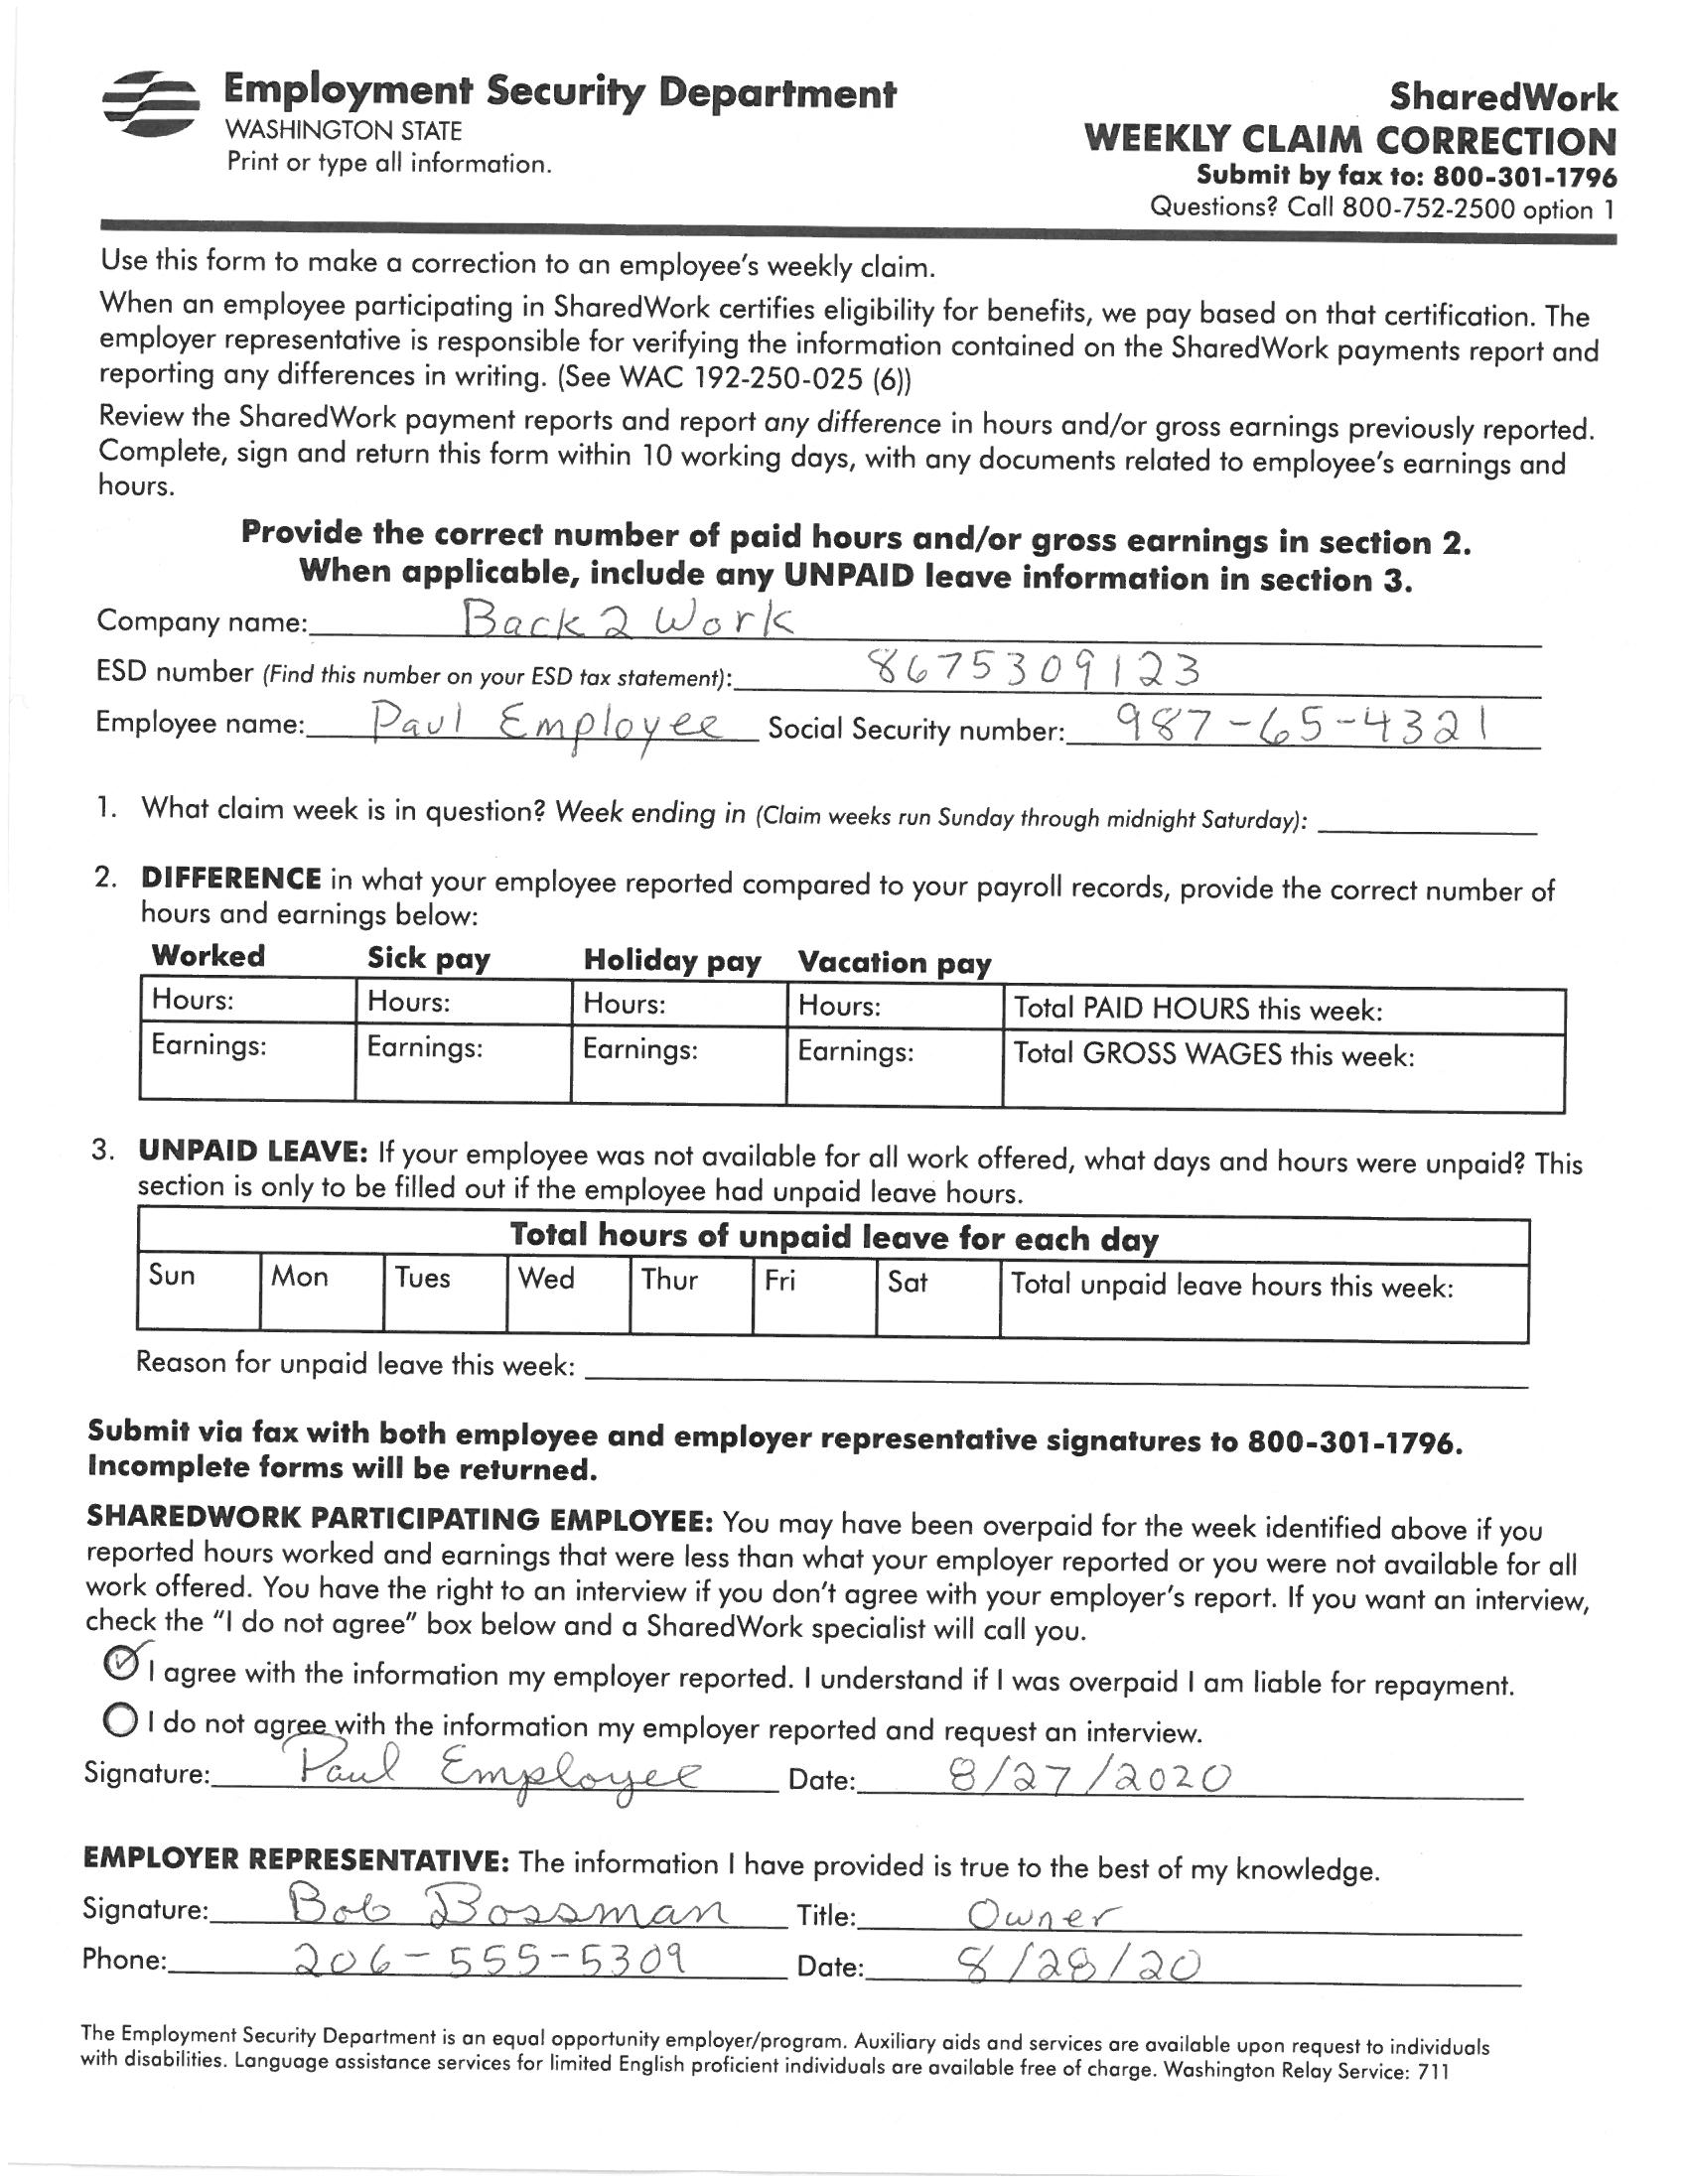 Employment Security Department
WASHINGTON STATE
Print or type all information.
SharedWork
WEEKLY CLAIM CORRECTION
Submit by fax to: 800-301-1796
Questions? Call 800-752-2500 option 1
Use this form to make a correction to an employee's weekly claim.
When an employee participating in SharedWork certifies eligibility for benefits, we pay based on that certification. The
employer representative is responsible for verifying the information contained on the SharedWork payments report and
reporting any differences in writing. (See WAC 192-250-025 (6))
Review the SharedWork payment reports and report any difference in hours and/or gross earnings previously reported.
Complete, sign and return this form within 10 working days, with any documents related to employee's earnings and
hours.
Provide the correct number of paid hours and/or gross earnings in section 2.
When applicable, include any UNPAID leave information in section 3.
Company name: Back 2 Work
ESD number (Find this number on your ESD tax statement): 8675309123
Employee name: Paul Employee Social Security number: 987-65-4321
1. What claim week is in question? Week ending in (Claim weeks run Sunday through midnight Saturday):
2. DIFFERENCE in what your employee reported compared to your payroll records, provide the correct number of
hours and earnings below:
Worked Sick pay Holiday pay Vacation pay
Hours: Hours: Hours: Hours: Total PAID HOURS this week:
Earnings: Earnings: Earnings: Earnings: Total GROSS WAGES this week:
3. UNPAID LEAVE: If your employee was not available for all work offered, what days and hours were unpaid? This
section is only to be filled out if the employee had unpaid leave hours.
Total hours of unpaid leave for each day
Sun Mon Tues Wed Thur Fri Sat Total unpaid leave hours this week:
Reason for unpaid leave this week:
Submit via fax with both employee and employer representative signatures to 800-301-1796.
Incomplete forms will be returned.
SHAREDWORK PARTICIPATING EMPLOYEE: You may have been overpaid for the week identified above if you
reported hours worked and earnings that were less than what your employer reported or you were not available for all
work offered. You have the right to an interview if you don't agree with your employer's report. If you want an interview,
check the "I do not agree" box below and a SharedWork specialist will call you.
I agree with the information my employer reported. I understand if I was overpaid I am liable for repayment.
I do not agree with the information my employer reported and request an interview.
Signature: Paul Employee Date: 8/27/2020
EMPLOYER REPRESENTATIVE: The information I have provided is true to the best of my knowledge.
Signature: Bob Bossman Title: Owner
Phone: 206-555-5309 Date: 8/28/20
The Employment Security Department is an equal opportunity employer/program. Auxiliary aids and services are available upon request to individuals
with disabilities. Language assistance services for limited English proficient individuals are available free of charge. Washington Relay Service: 711